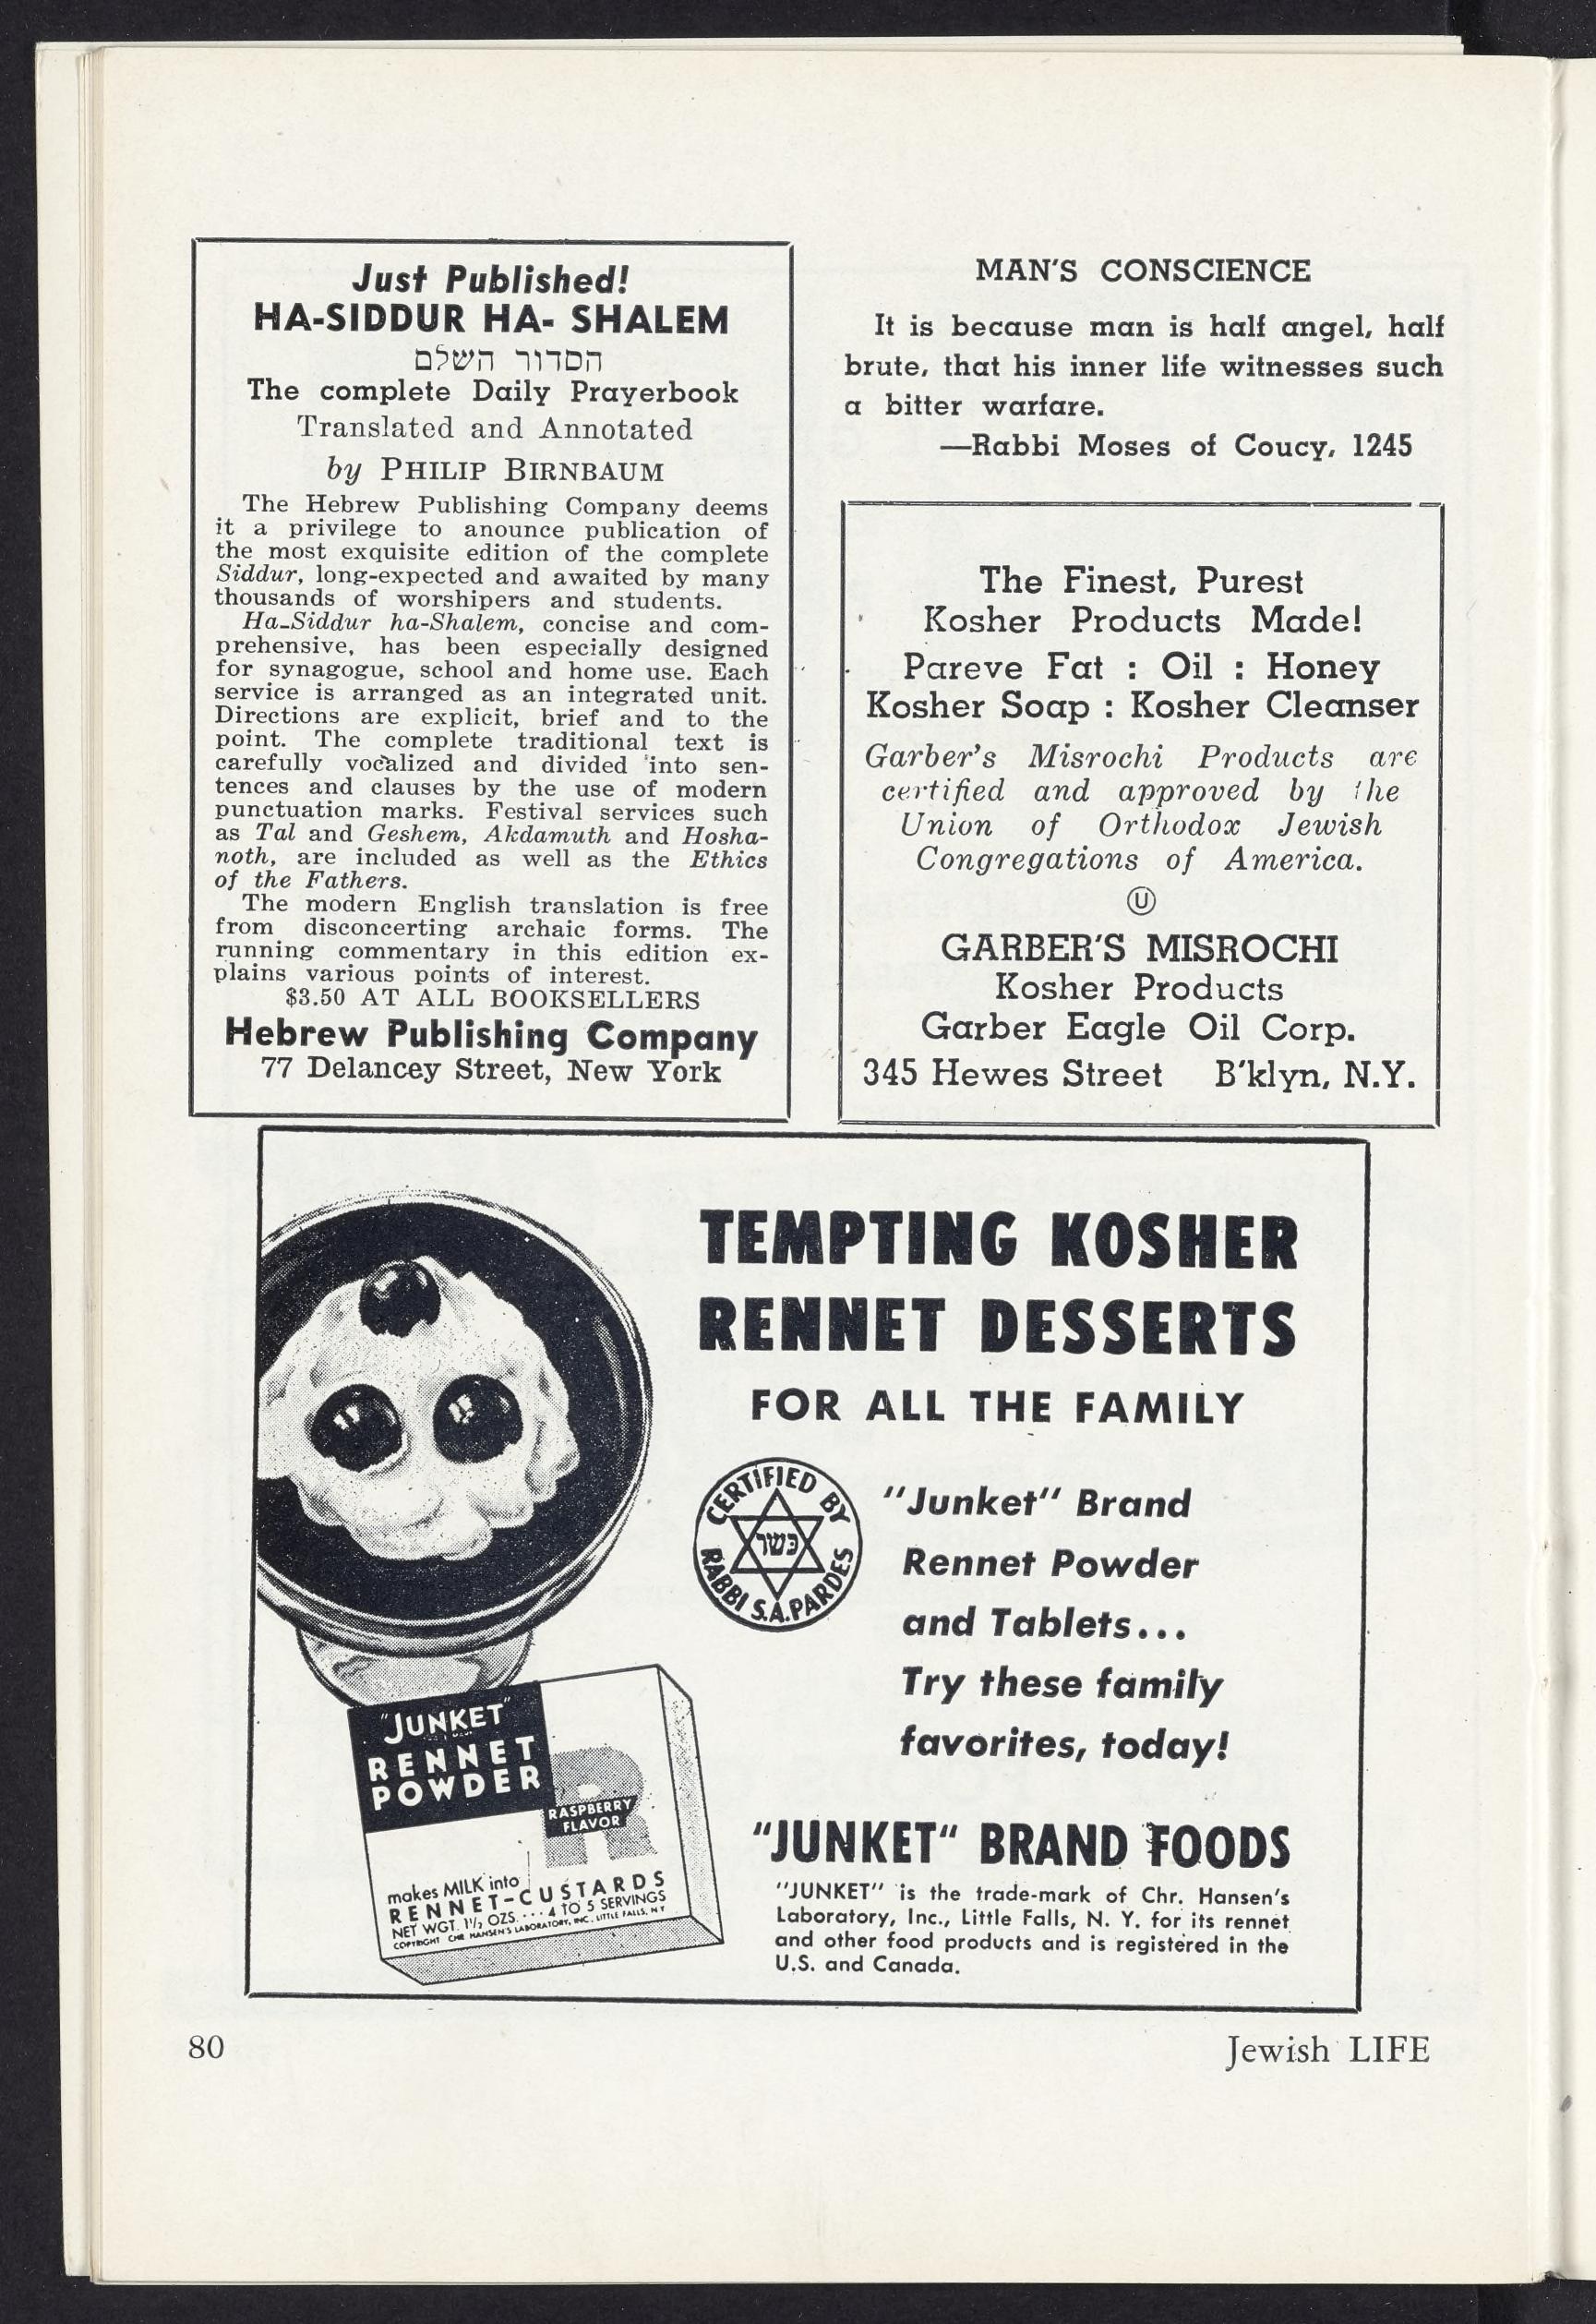 Just Published!
HA-SIDDUR HA- SHALEM
הסדור השלם
The complete Daily Prayerbook
Translated and Annotated
by PHILIP BIRNBAUM
The Hebrew Publishing Company deems
it a privilege to anounce publication of
the most exquisite edition of the complete
Siddur, long-expected and awaited by many
thousands of worshipers and students.
Ha-Siddur ha-Shalem, concise and com-
prehensive, has been especially designed
for synagogue, school and home use. Each
service is arranged as an integrated unit.
Directions are explicit, brief and to the
point. The complete traditional text is
carefully vocalized and divided into sen-
tences and clauses by the use of modern
punctuation marks. Festival services such
as Tal and Geshem, Akdamuth and Hosha-
noth, are included as well as the Ethics
of the Fathers.
The modern English translation is free
from disconcerting archaic forms. The
running commentary in this edition ex-
plains various points of interest.
$3.50 AT ALL BOOKSELLERS
Hebrew Publishing Company
77 Delancey Street, New York
MAN'S CONSCIENCE
It is because man is half angel, half
brute, that his inner life witnesses such
a bitter warfare.
—Rabbi Moses of Coucy, 1245
The Finest, Purest
Kosher Products Made!
Pareve Fat : Oil : Honey
Kosher Soap : Kosher Cleanser
Garber's Misrochi Products are
certified and approved by the
Union of Orthodox Jewish
Congregations of America.
Ⓤ
GARBER'S MISROCHI
Kosher Products
Garber Eagle Oil Corp.
345 Hewes Street B'klyn, N.Y.
TEMPTING KOSHER
RENNET DESSERTS
FOR ALL THE FAMILY
CERTIFIED BY
RABBI S.A. PARDES
כשר
"Junket" Brand
Rennet Powder
and Tablets...
Try these family
favorites, today!
"JUNKET"
RENNET
POWDER
R
RASPBERRY
FLAVOR
makes MILK into
RENNET-CUSTARDS
NET WGT. 1½ OZS. ... 4 TO 5 SERVINGS
COPYRIGHT CHR HANSEN'S LABORATORY, INC. LITTLE FALLS, N Y
"JUNKET" BRAND FOODS
"JUNKET" is the trade-mark of Chr. Hansen's
Laboratory, Inc., Little Falls, N. Y. for its rennet
and other food products and is registered in the
U.S. and Canada.
80
Jewish LIFE